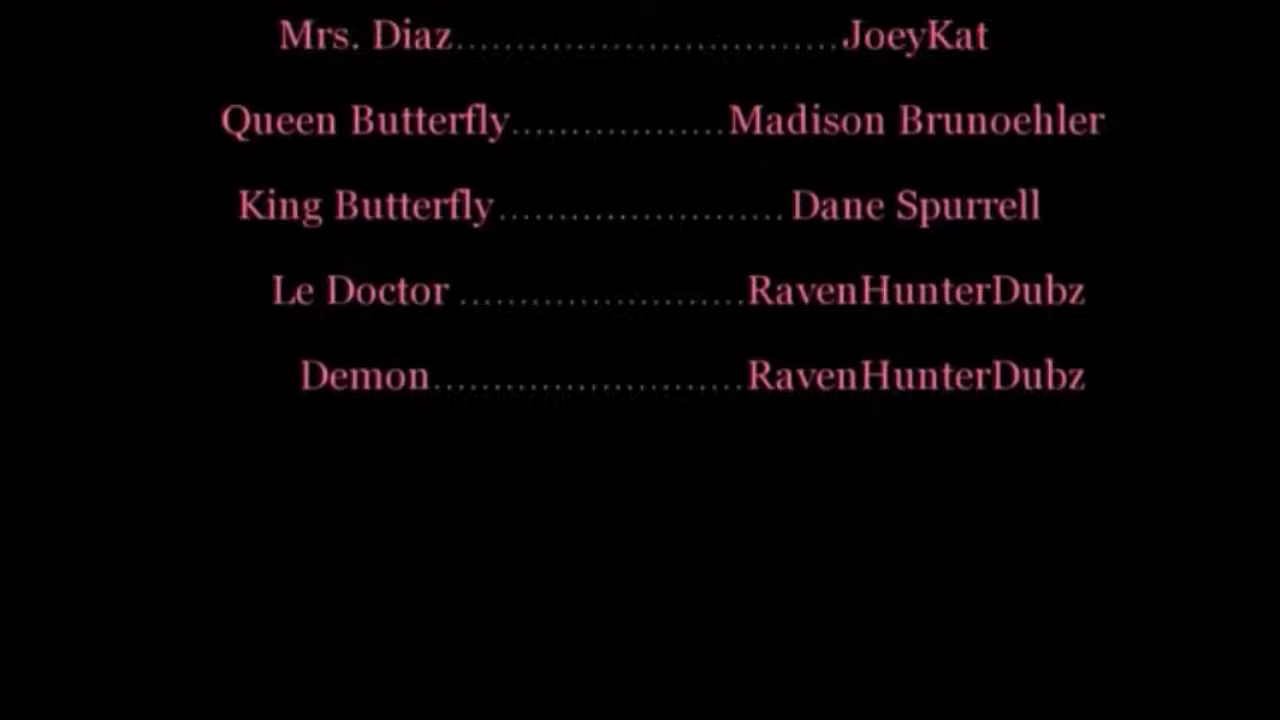 Mrs. Diaz................................JoeyKat
Queen Butterfly..................Madison Brunoehler
King Butterfly........................ Dane Spurrell
Le Doctor ........................RavenHunterDubz
Demon..........................RavenHunterDubz